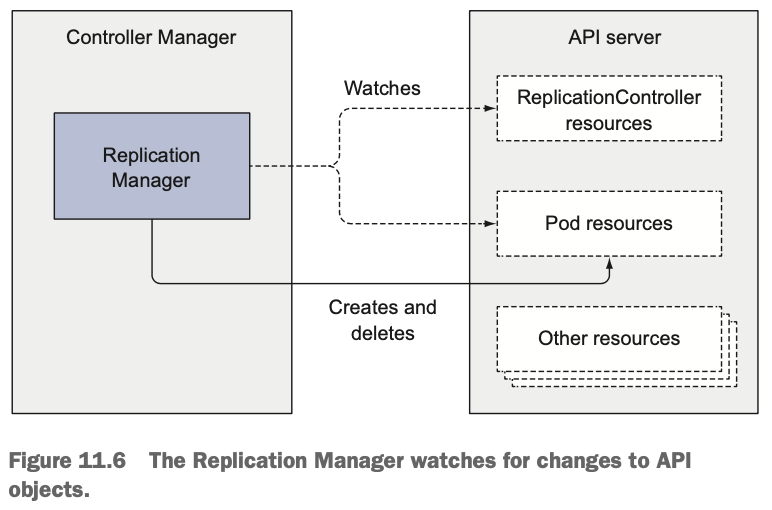 Controller Manager
API server
Watches
ReplicationController
resources
Replication
Manager
Pod resources
Creates and
deletes
Other resources
Figure 11.6 The Replication Manager watches for changes to API
objects.